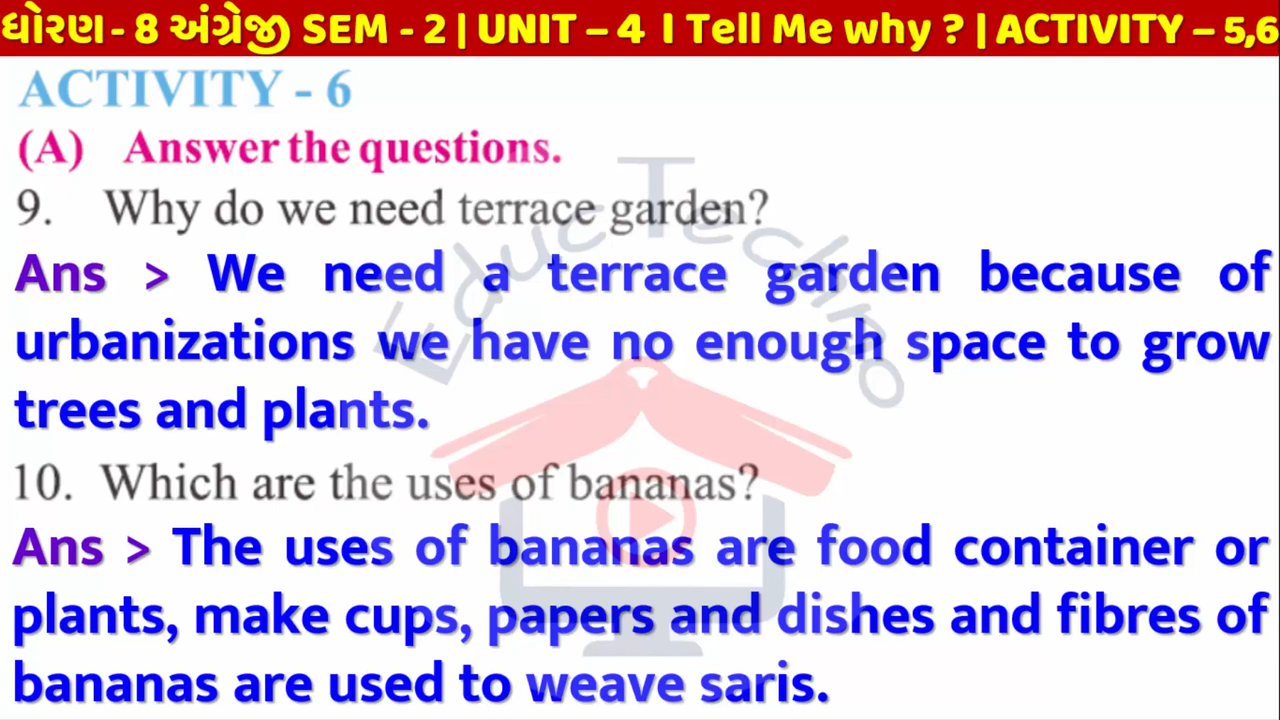 ધોરણ - 8 અંગ્રેજી SEM - 2 | UNIT – 4 I Tell Me why ? | ACTIVITY – 5,6
ACTIVITY - 6
(A) Answer the questions.
9. Why do we need terrace garden?
Ans > We need a terrace garden because of
urbanizations we have no enough space to grow
trees and plants.
10. Which are the uses of bananas?
Ans > The uses of bananas are food container or
plants, make cups, papers and dishes and fibres of
bananas are used to weave saris.
EducTechno